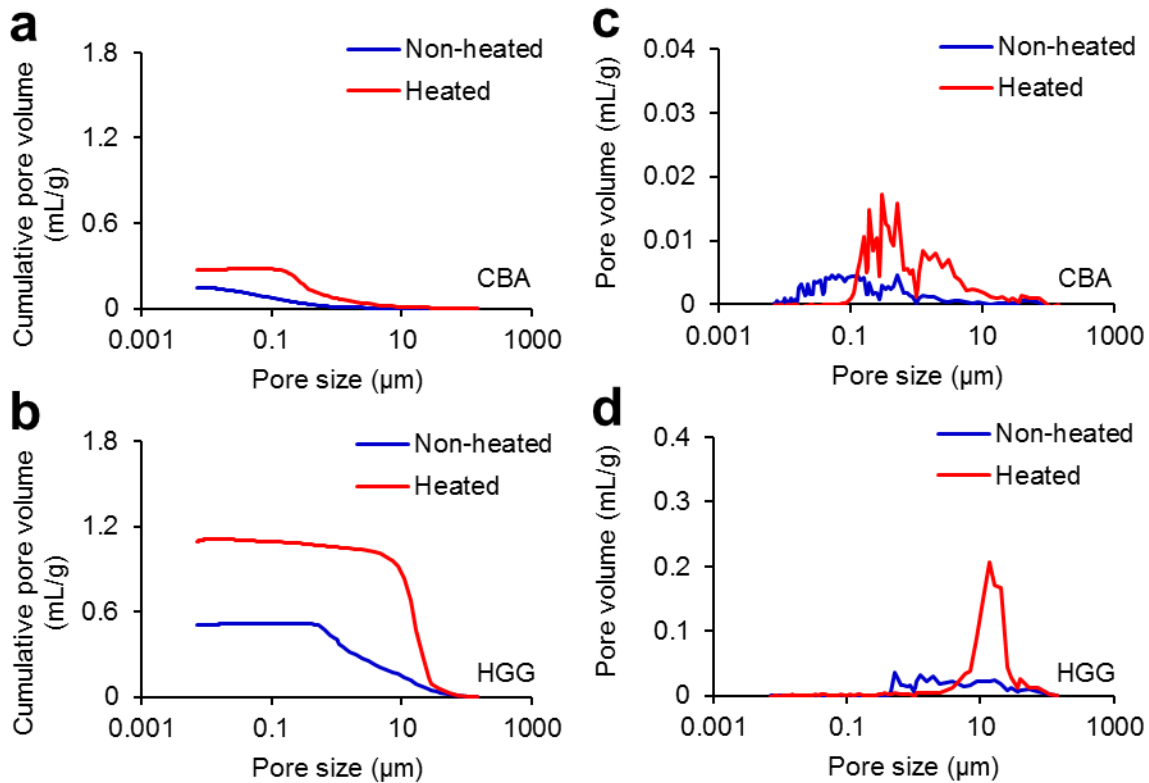 a
Cumulative pore volume
(mL/g)
1.8
1.2
0.6
0
Non-heated
Heated
CBA
0.001
0.1
10
1000
Pore size (µm)
c
Pore volume (mL/g)
0.04
0.03
0.02
0.01
0
Non-heated
Heated
CBA
0.001
0.1
10
1000
Pore size (µm)
b
Cumulative pore volume
(mL/g)
1.8
1.2
0.6
0
Non-heated
Heated
HGG
0.001
0.1
10
1000
Pore size (µm)
d
Pore volume (mL/g)
0.4
0.3
0.2
0.1
0
Non-heated
Heated
HGG
0.001
0.1
10
1000
Pore size (µm)